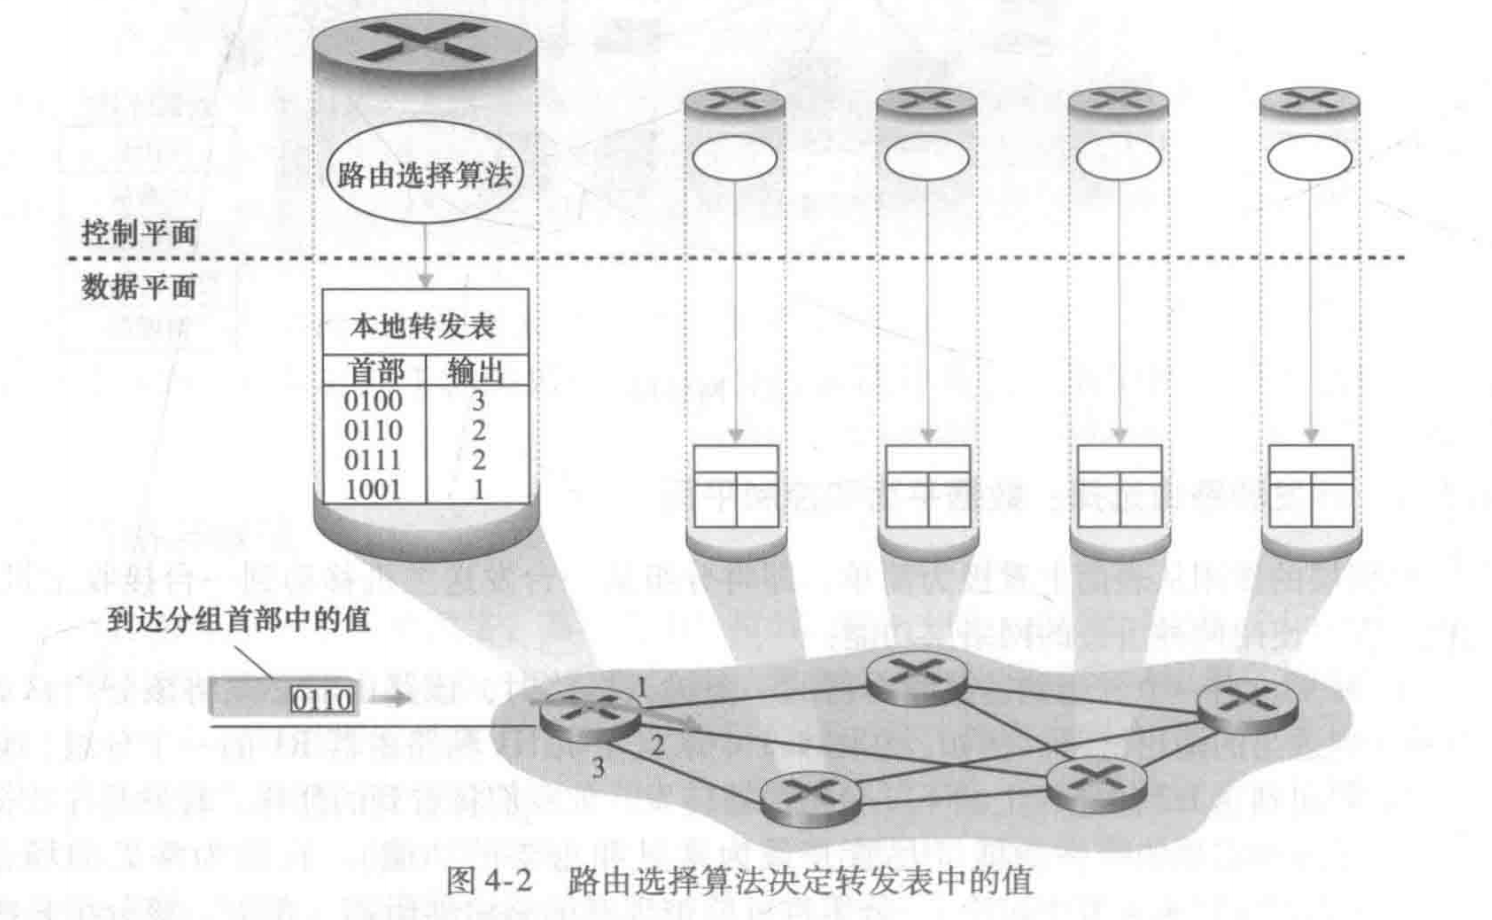 路由选择算法
控制平面
数据平面
本地转发表
首部 输出
0100 3
0110 2
0111 2
1001 1
到达分组首部中的值
0110
1
2
3
图 4-2 路由选择算法决定转发表中的值